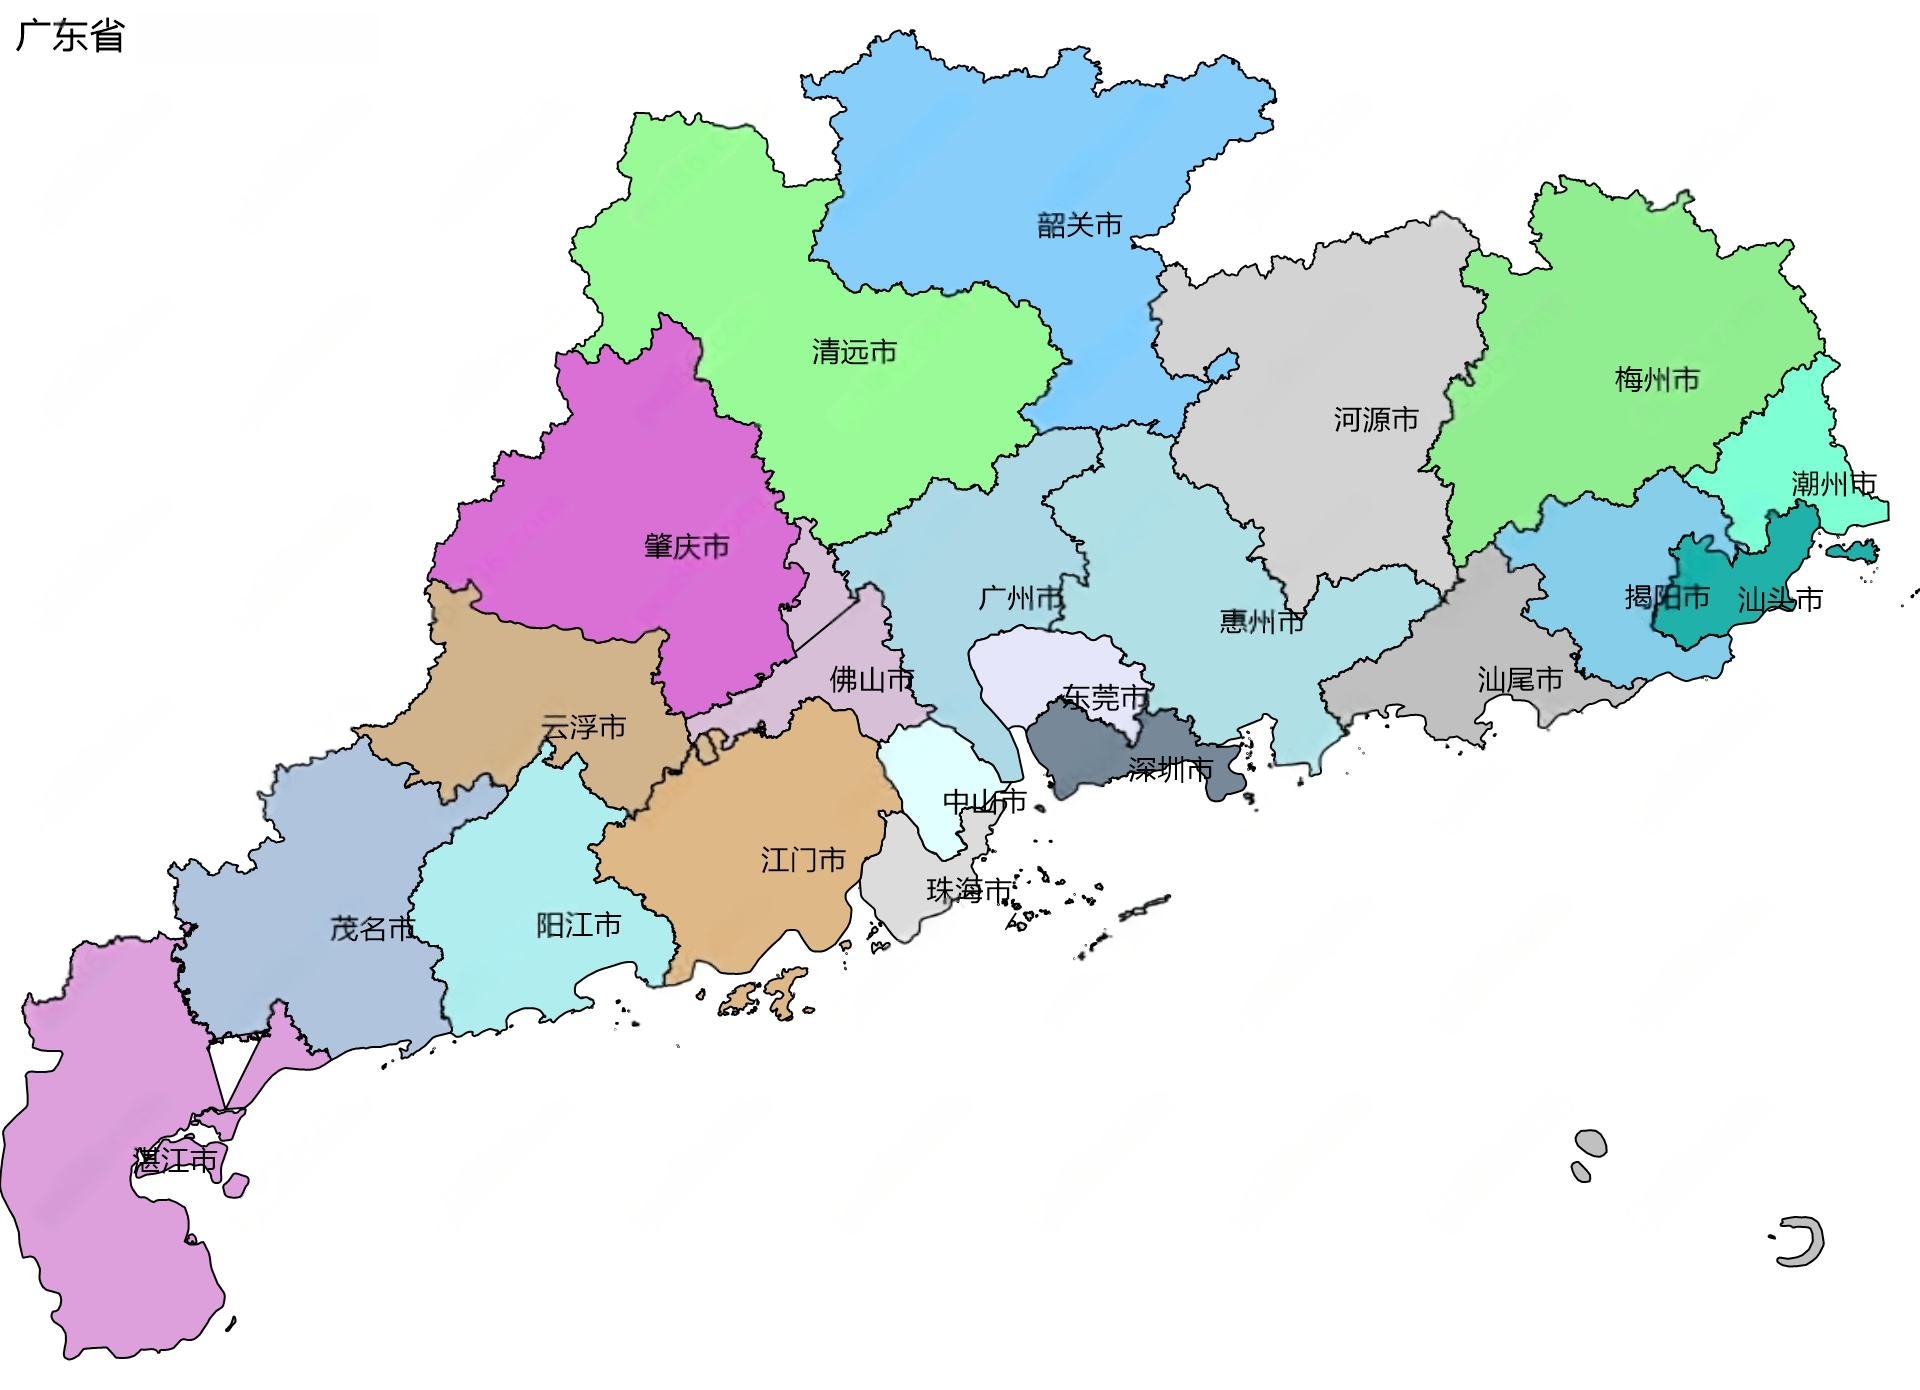 广东省
韶关市
清远市
梅州市
河源市
潮州市
肇庆市
广州市
揭阳市
汕头市
惠州市
佛山市
汕尾市
东莞市
云浮市
深圳市
中山市
江门市
珠海市
阳江市
茂名市
湛江市